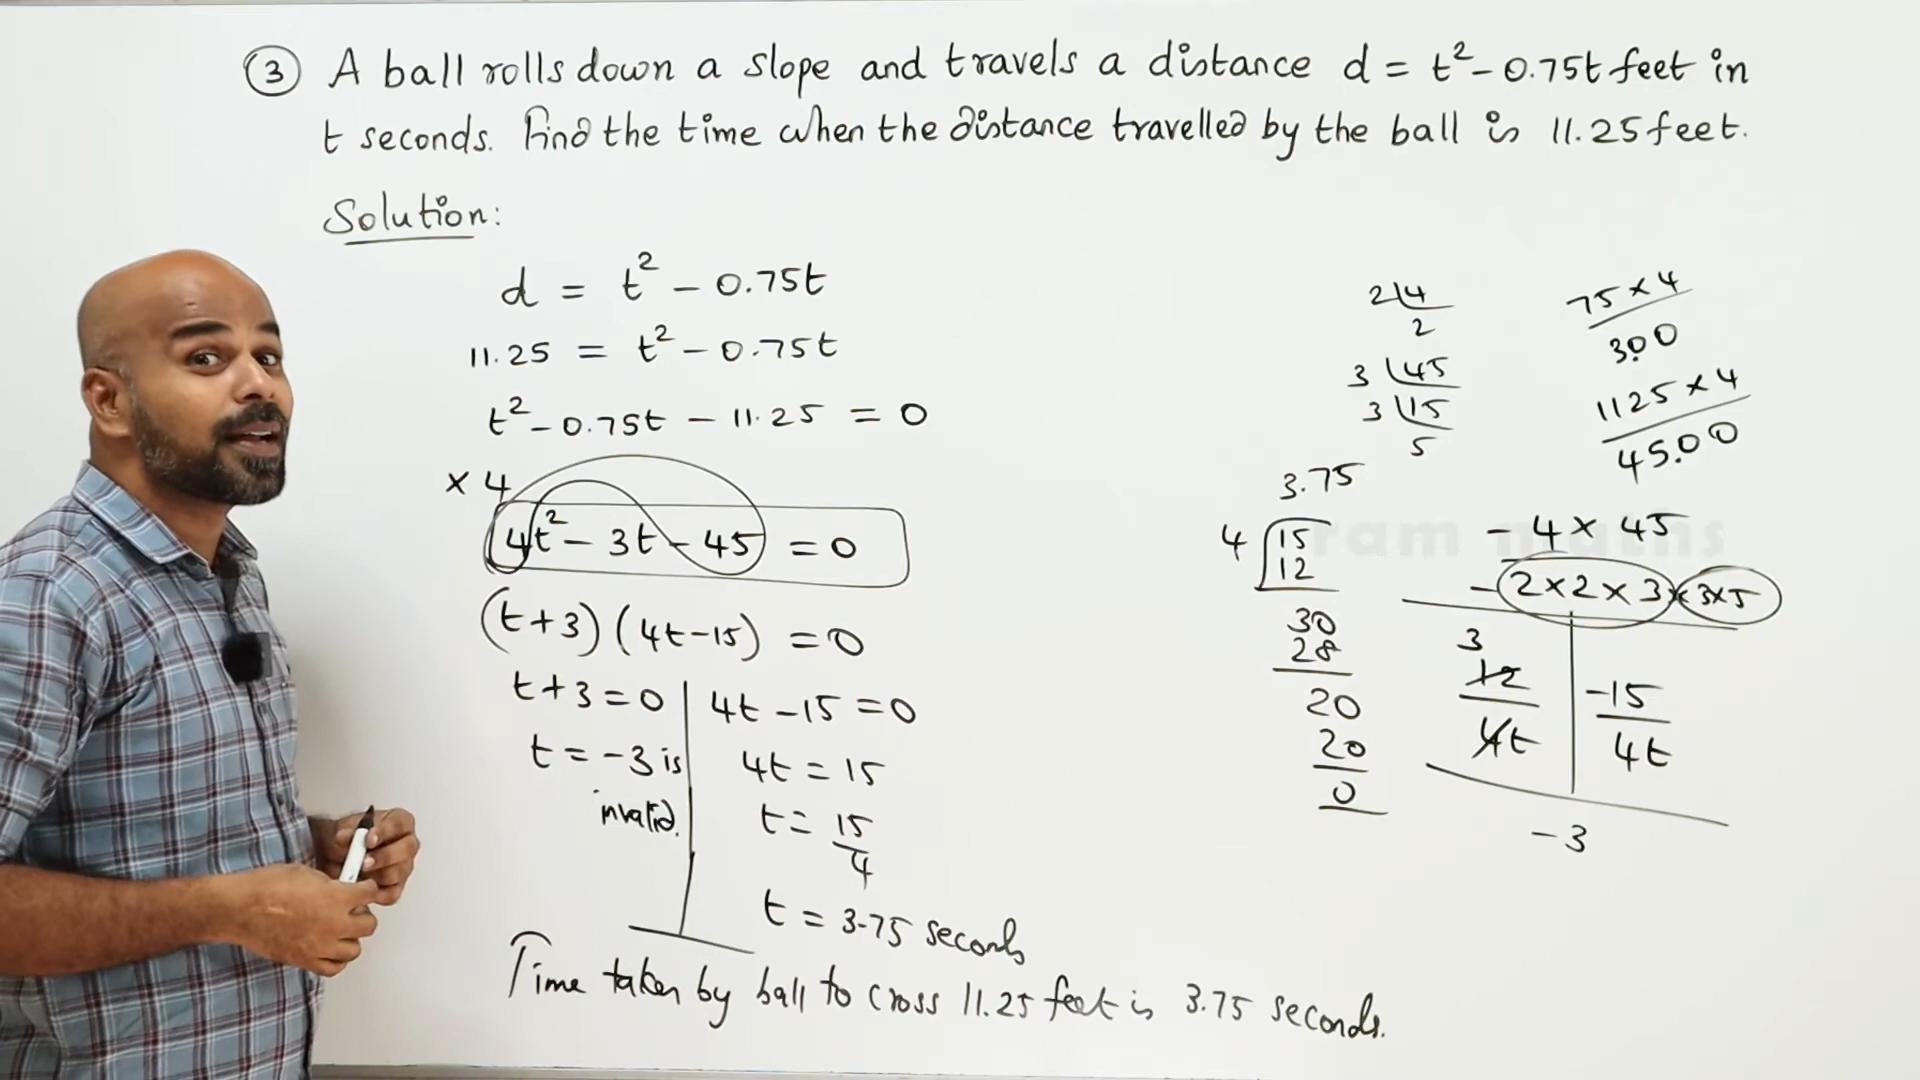 ③ A ball rolls down a slope and travels a distance d = t² - 0.75t feet in
t seconds. Find the time when the distance travelled by the ball is 11.25 feet.
Solution:
d = t² - 0.75t
11.25 = t² - 0.75t
t² - 0.75t - 11.25 = 0
× 4
4t² - 3t - 45 = 0
(t+3) (4t-15) = 0
t+3 = 0
t = -3 is
invalid.
4t - 15 = 0
4t = 15
t = 15/4
t = 3.75 seconds
Time taken by ball to cross 11.25 feet is 3.75 seconds.
2 4
2
3 45
3 15
5
75 × 4
3.00
1125 × 4
45.00
3.75
4 15
12
30
28
20
20
0
- 4 × 45
- 2×2×3×3×5
3
12
4t
-15
4t
-3
ram maths